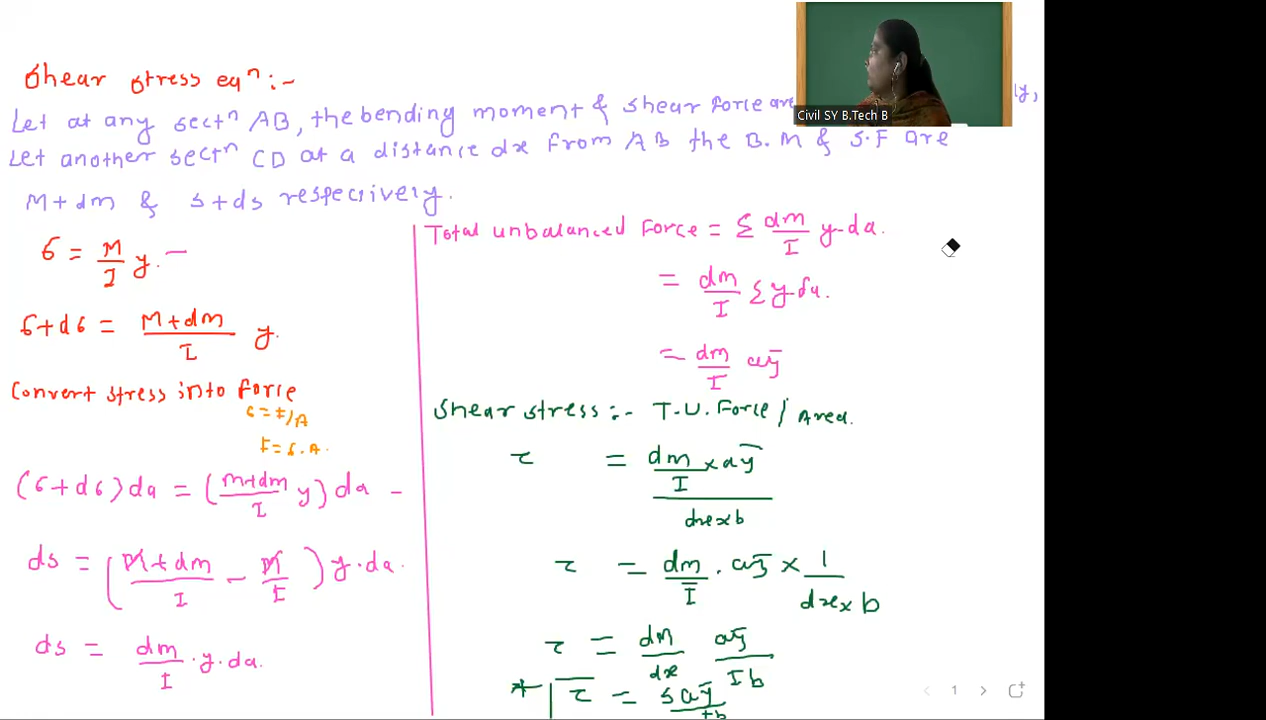 Shear stress eqⁿ :-
Let at any sectⁿ AB, the bending moment & shear force are ly,
Let another sectⁿ CD at a distance dx from AB the B.M & S.F are
M+dm & s+ds respectively.
σ = M/I y. —
σ+dσ = M+dm/I y.
Convert stress into force
σ = F/A
F = σ.A.
(σ+dσ)da = (m+dm/I y) da –
ds = (M+dm/I – M/I) y.da.
ds = dm/I . y. da.
Total unbalanced Force = Σ dm/I y.da.
= dm/I Σ y.da.
= dm/I aȳ
Shear stress :- T.U. Force / Area.
τ = dm/I × aȳ / dx×b
τ = dm/I . aȳ × 1/dx×b
τ = dm/dx aȳ/Ib
* τ = saȳ/Ib
Civil SY B.Tech B
1